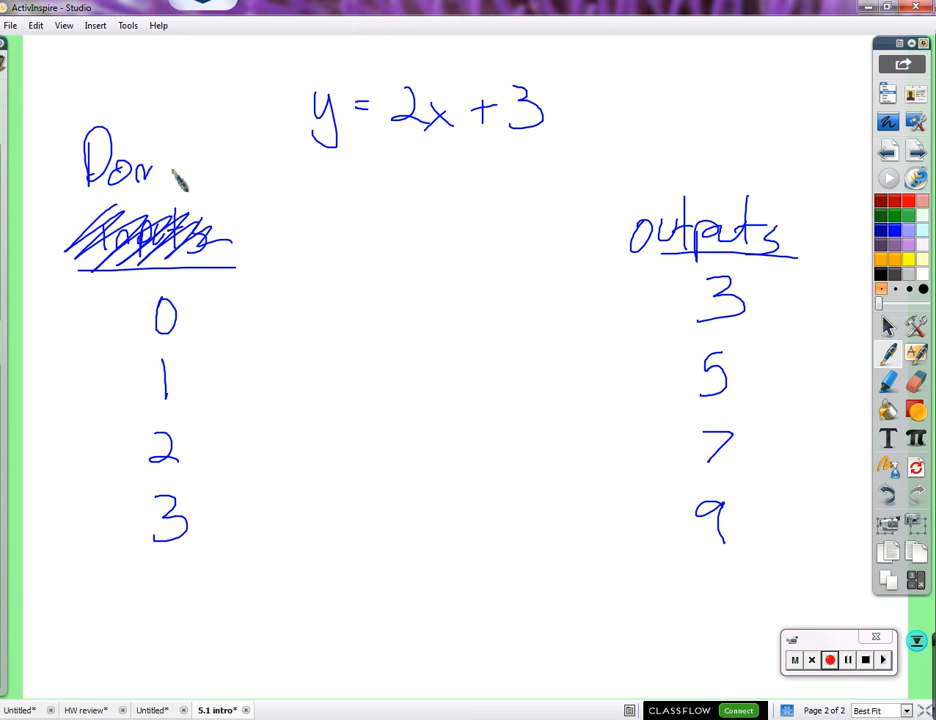 ActivInspire - Studio
File Edit View Insert Tools Help
y = 2x + 3
Dom
Inputs
outputs
0 3
1 5
2 7
3 9
M
Untitled* HW review* Untitled* 5.1 intro*
CLASSFLOW Connect
Page 2 of 2 Best Fit